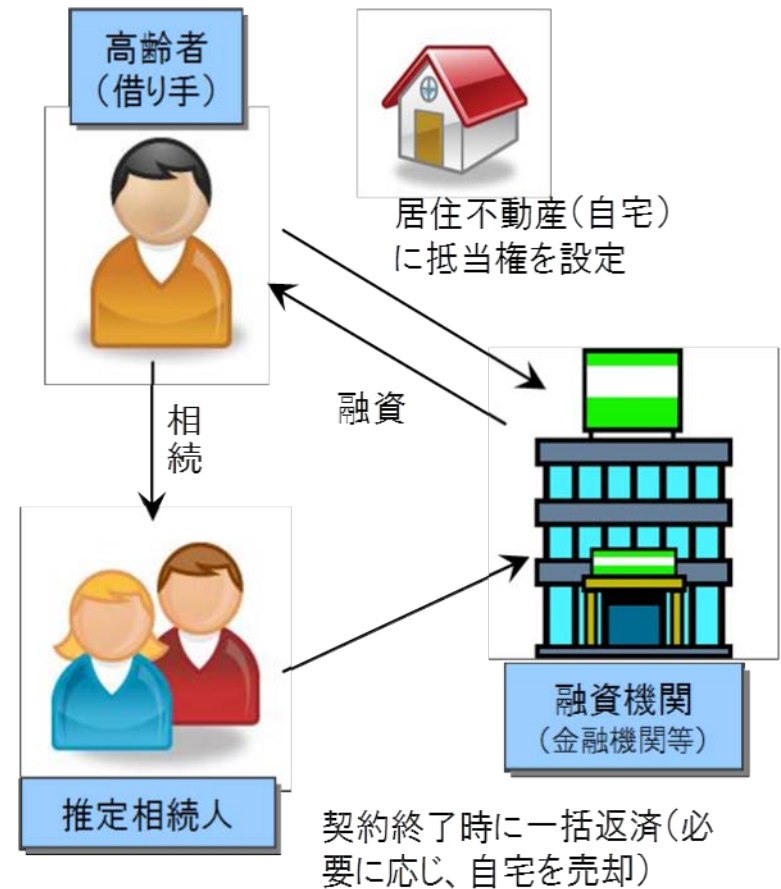 高齢者
（借り手）
居住不動産（自宅）
に抵当権を設定
融資
相
続
融資機関
（金融機関等）
推定相続人
契約終了時に一括返済（必
要に応じ、自宅を売却）